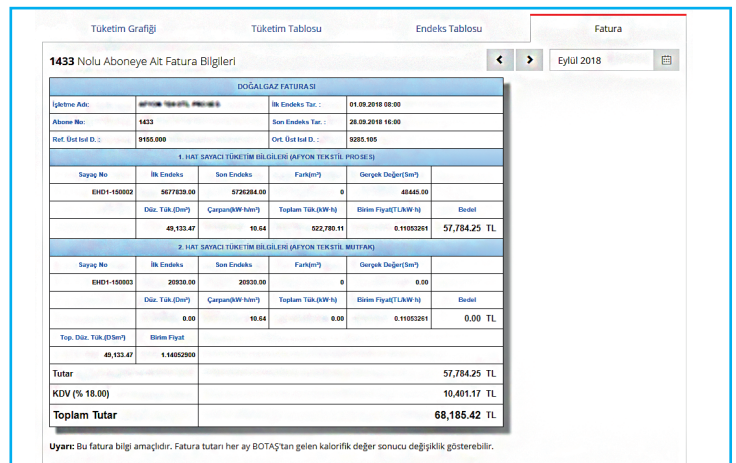 Tüketim Grafiği Tüketim Tablosu Endeks Tablosu Fatura
1433 Nolu Aboneye Ait Fatura Bilgileri Eylül 2018
DOĞALGAZ FATURASI
İşletme Adı: İlk Endeks Tar. : 01.09.2018 08:00
Abone No: 1433 Son Endeks Tar. : 28.09.2018 16:00
Ref. Üst Isıl D. : 9155.000 Ort. Üst Isıl D. : 9285.105
1. HAT SAYACI TÜKETİM BİLGİLERİ (AFYON TEKSTİL PROSES)
Sayaç No İlk Endeks Son Endeks Fark(m³) Gerçek Değer(Sm³)
EHD1-150002 5677839.00 5726284.00 0 48445.00
Düz. Tük.(Dm³) Çarpan(kW·h/m³) Toplam Tük.(kW·h) Birim Fiyat(TL/kW·h) Bedel
49,133.47 10.64 522,780.11 0.11053261 57,784.25 TL
2. HAT SAYACI TÜKETİM BİLGİLERİ (AFYON TEKSTİL MUTFAK)
Sayaç No İlk Endeks Son Endeks Fark(m³) Gerçek Değer(Sm³)
EHD1-150003 20930.00 20930.00 0 0.00
Düz. Tük.(Dm³) Çarpan(kW·h/m³) Toplam Tük.(kW·h) Birim Fiyat(TL/kW·h) Bedel
0.00 10.64 0.00 0.11053261 0.00 TL
Top. Düz. Tük.(DSm³) Birim Fiyat
49,133.47 1.14052900
Tutar 57,784.25 TL
KDV (% 18.00) 10,401.17 TL
Toplam Tutar 68,185.42 TL
Uyarı: Bu fatura bilgi amaçlıdır. Fatura tutarı her ay BOTAŞ'tan gelen kalorifik değer sonucu değişiklik gösterebilir.